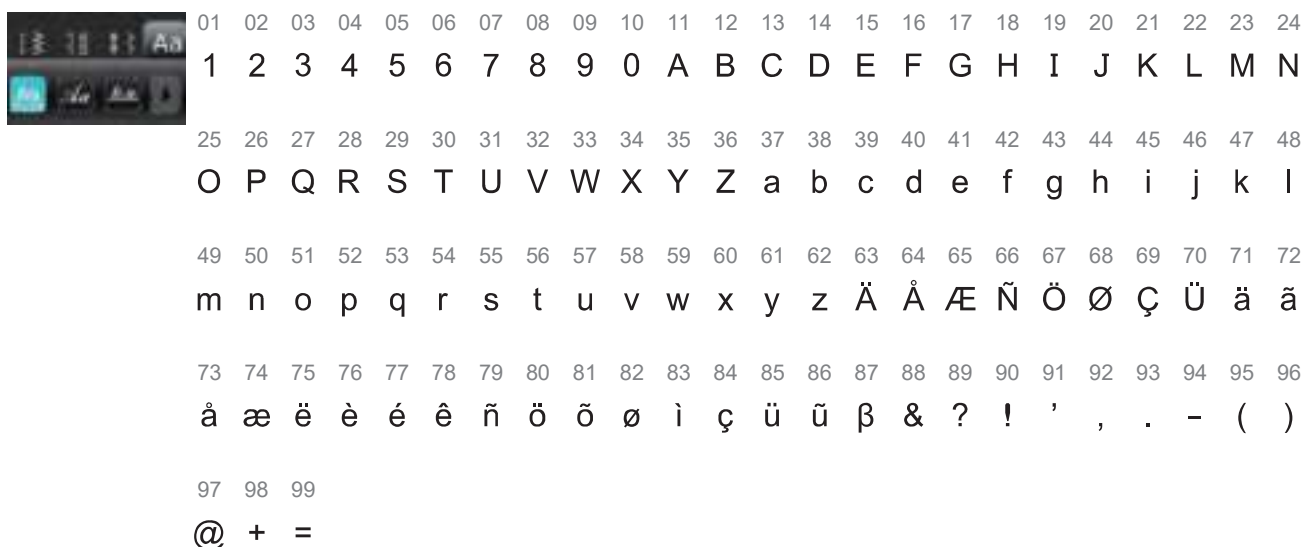 Aa
01 02 03 04 05 06 07 08 09 10 11 12 13 14 15 16 17 18 19 20 21 22 23 24
1 2 3 4 5 6 7 8 9 0 A B C D E F G H I J K L M N
25 26 27 28 29 30 31 32 33 34 35 36 37 38 39 40 41 42 43 44 45 46 47 48
O P Q R S T U V W X Y Z a b c d e f g h i j k l
49 50 51 52 53 54 55 56 57 58 59 60 61 62 63 64 65 66 67 68 69 70 71 72
m n o p q r s t u v w x y z Ä Å Æ Ñ Ö Ø Ç Ü ä ã
73 74 75 76 77 78 79 80 81 82 83 84 85 86 87 88 89 90 91 92 93 94 95 96
å æ ë è é ê ñ ö õ ø ì ç ü ũ β & ? ! ’ , . – ( )
97 98 99
@ + =